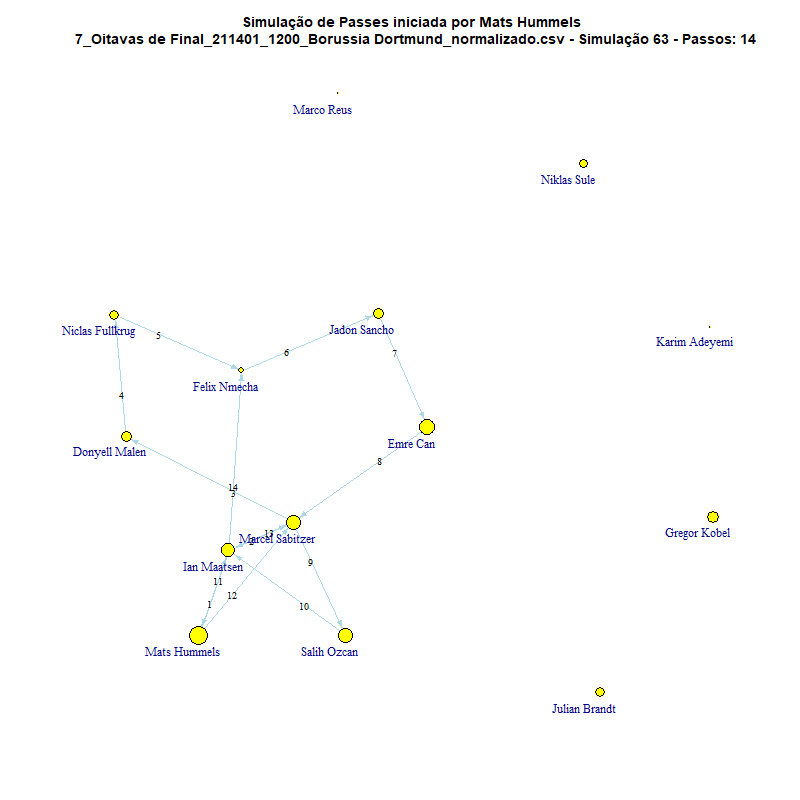 Simulação de Passes iniciada por Mats Hummels
7_Oitavas de Final_211401_1200_Borussia Dortmund_normalizado.csv - Simulação 63 - Passos: 14
Marco Reus
Niklas Sule
Niclas Fullkrug
5
Jadon Sancho
Karim Adeyemi
6
7
Felix Nmecha
4
Emre Can
Donyell Malen
8
14
3
Gregor Kobel
13
2
Marcel Sabitzer
Ian Maatsen
9
11
12
1
10
Mats Hummels
Salih Ozcan
Julian Brandt